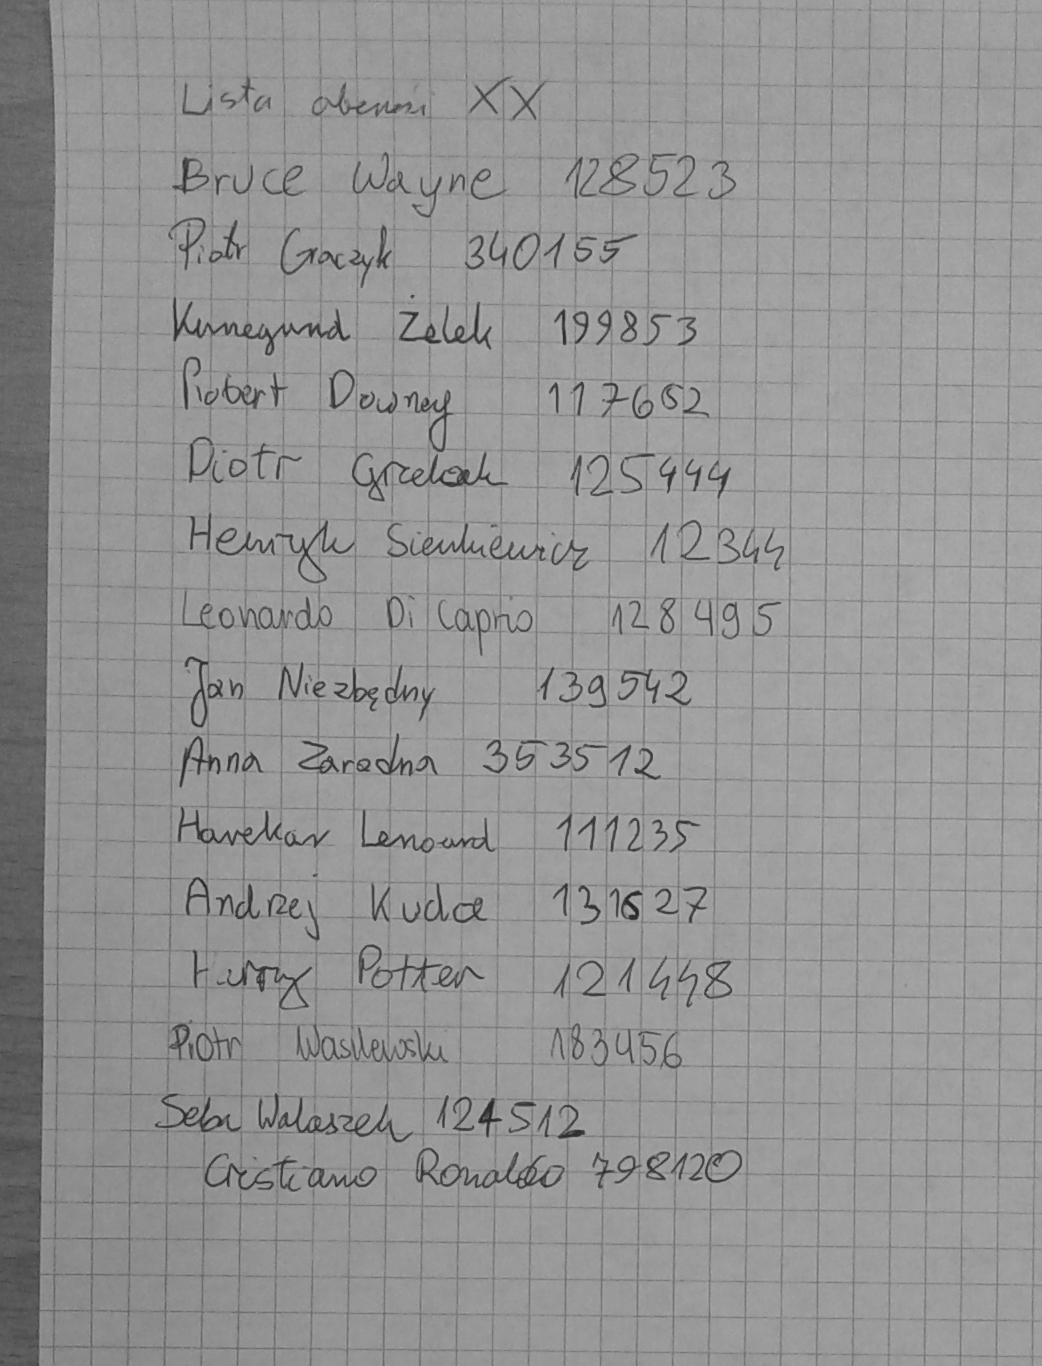 Lista obecności XX
Bruce Wayne 128523
Piotr Graczyk 340155
Kunegund Żelek 199853
Robert Downey 117652
Piotr Grzelak 125444
Henryk Sienkiewicz 12344
Leonardo Di Caprio 128495
Jan Niezbędny 139542
Anna Zaradna 353512
Havekar Lenoard 111235
Andrzej Kudra 131627
Harry Potter 121448
Piotr Wasilewski 183456
Seba Walaszek 124512
Cristiano Ronaldo 798120